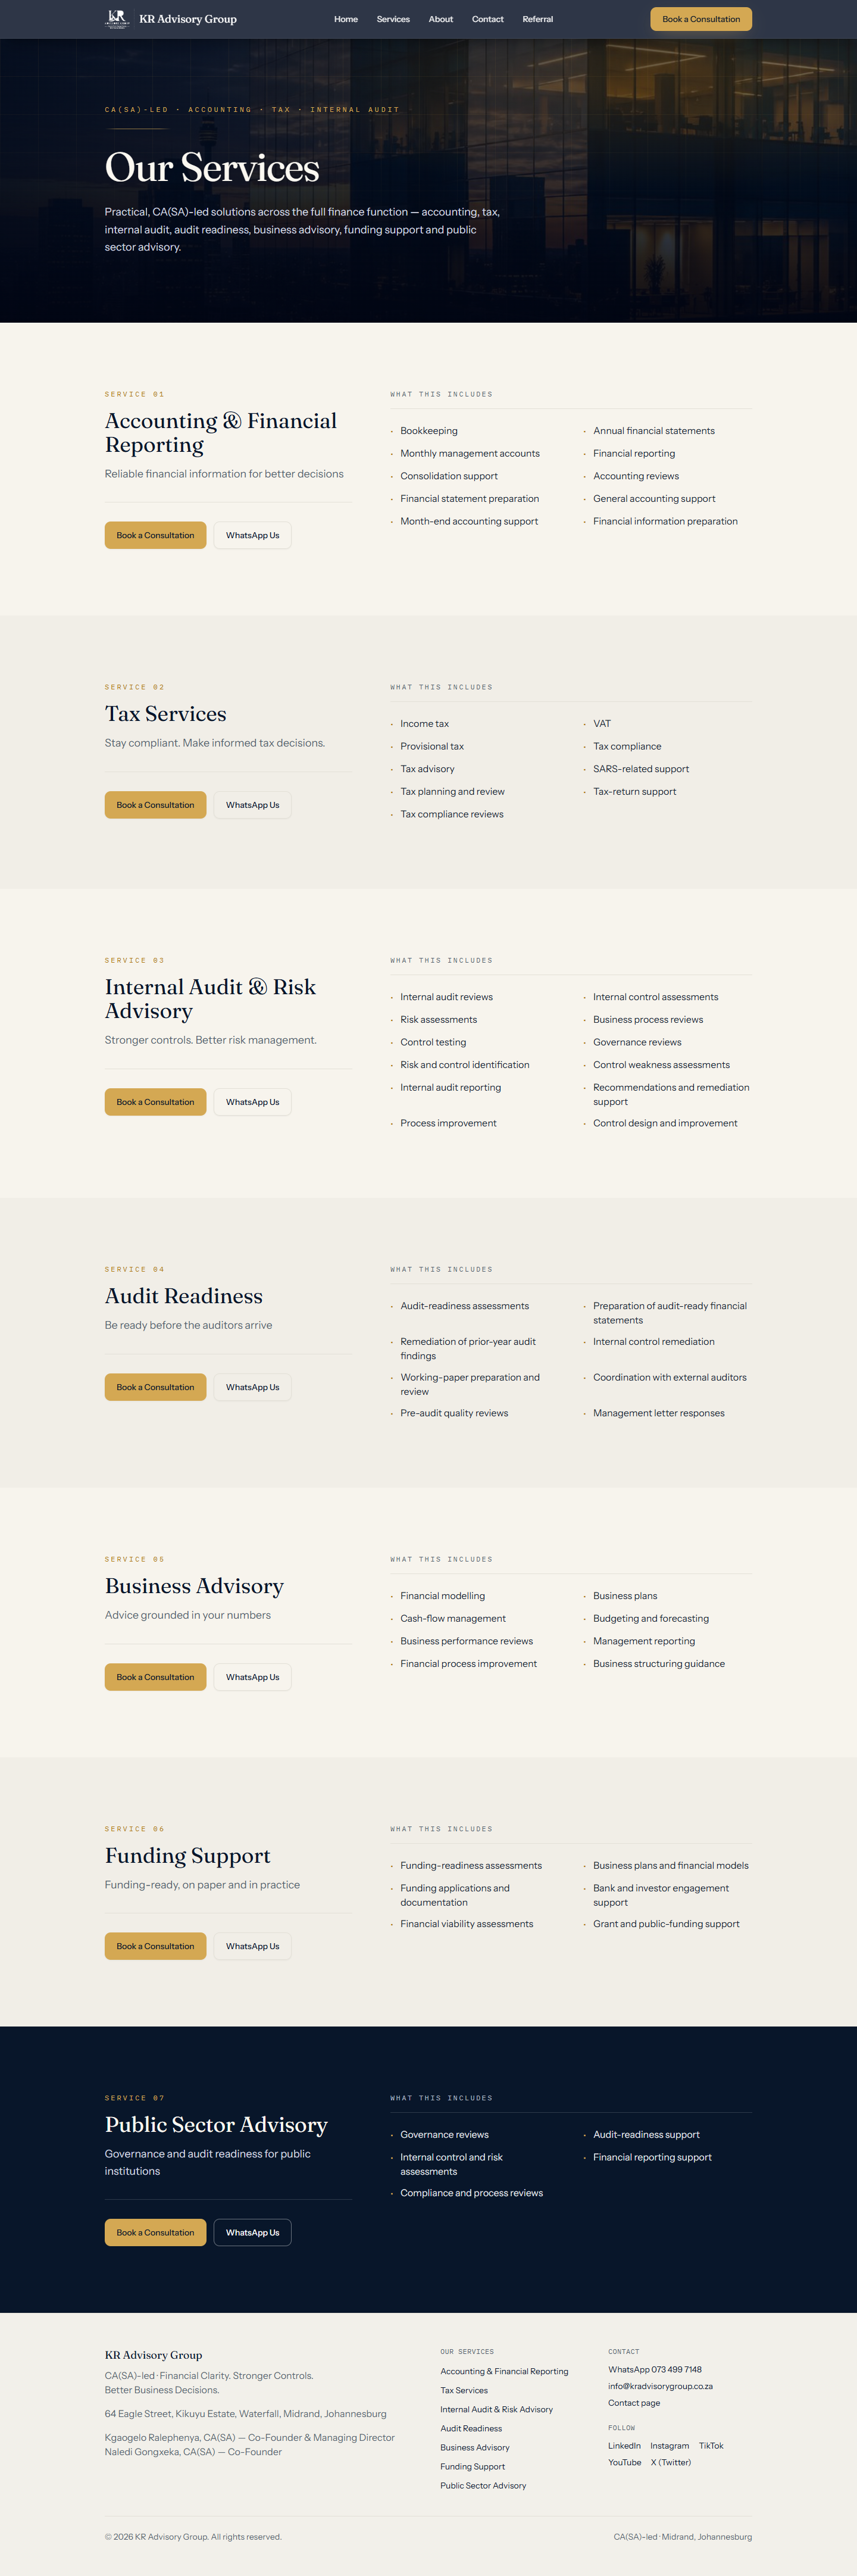 KR
KR Advisory Group
Home
Services
About
Contact
Referral
Book a Consultation
CA(SA)-LED · ACCOUNTING · TAX · INTERNAL AUDIT
Our Services
Practical, CA(SA)-led solutions across the full finance function — accounting, tax,
internal audit, audit readiness, business advisory, funding support and public
sector advisory.
SERVICE 01
Accounting & Financial
Reporting
Reliable financial information for better decisions
Book a Consultation
WhatsApp Us
WHAT THIS INCLUDES
Bookkeeping
Annual financial statements
Monthly management accounts
Financial reporting
Consolidation support
Accounting reviews
Financial statement preparation
General accounting support
Month-end accounting support
Financial information preparation
SERVICE 02
Tax Services
Stay compliant. Make informed tax decisions.
Book a Consultation
WhatsApp Us
WHAT THIS INCLUDES
Income tax
VAT
Provisional tax
Tax compliance
Tax advisory
SARS-related support
Tax planning and review
Tax-return support
Tax compliance reviews
SERVICE 03
Internal Audit & Risk
Advisory
Stronger controls. Better risk management.
Book a Consultation
WhatsApp Us
WHAT THIS INCLUDES
Internal audit reviews
Internal control assessments
Risk assessments
Business process reviews
Control testing
Governance reviews
Risk and control identification
Control weakness assessments
Internal audit reporting
Recommendations and remediation
support
Process improvement
Control design and improvement
SERVICE 04
Audit Readiness
Be ready before the auditors arrive
Book a Consultation
WhatsApp Us
WHAT THIS INCLUDES
Audit-readiness assessments
Preparation of audit-ready financial
statements
Remediation of prior-year audit
findings
Internal control remediation
Working-paper preparation and
review
Coordination with external auditors
Pre-audit quality reviews
Management letter responses
SERVICE 05
Business Advisory
Advice grounded in your numbers
Book a Consultation
WhatsApp Us
WHAT THIS INCLUDES
Financial modelling
Business plans
Cash-flow management
Budgeting and forecasting
Business performance reviews
Management reporting
Financial process improvement
Business structuring guidance
SERVICE 06
Funding Support
Funding-ready, on paper and in practice
Book a Consultation
WhatsApp Us
WHAT THIS INCLUDES
Funding-readiness assessments
Business plans and financial models
Funding applications and
documentation
Bank and investor engagement
support
Financial viability assessments
Grant and public-funding support
SERVICE 07
Public Sector Advisory
Governance and audit readiness for public
institutions
Book a Consultation
WhatsApp Us
WHAT THIS INCLUDES
Governance reviews
Audit-readiness support
Internal control and risk
assessments
Financial reporting support
Compliance and process reviews
KR Advisory Group
CA(SA)-led · Financial Clarity. Stronger Controls.
Better Business Decisions.
64 Eagle Street, Kikuyu Estate, Waterfall, Midrand, Johannesburg
Kgaogelo Ralephenya, CA(SA) — Co-Founder & Managing Director
Naledi Gongxeka, CA(SA) — Co-Founder
OUR SERVICES
Accounting & Financial Reporting
Tax Services
Internal Audit & Risk Advisory
Audit Readiness
Business Advisory
Funding Support
Public Sector Advisory
CONTACT
WhatsApp 073 499 7148
info@kradvisorygroup.co.za
Contact page
FOLLOW
LinkedIn Instagram TikTok
YouTube X (Twitter)
© 2026 KR Advisory Group. All rights reserved.
CA(SA)-led · Midrand, Johannesburg